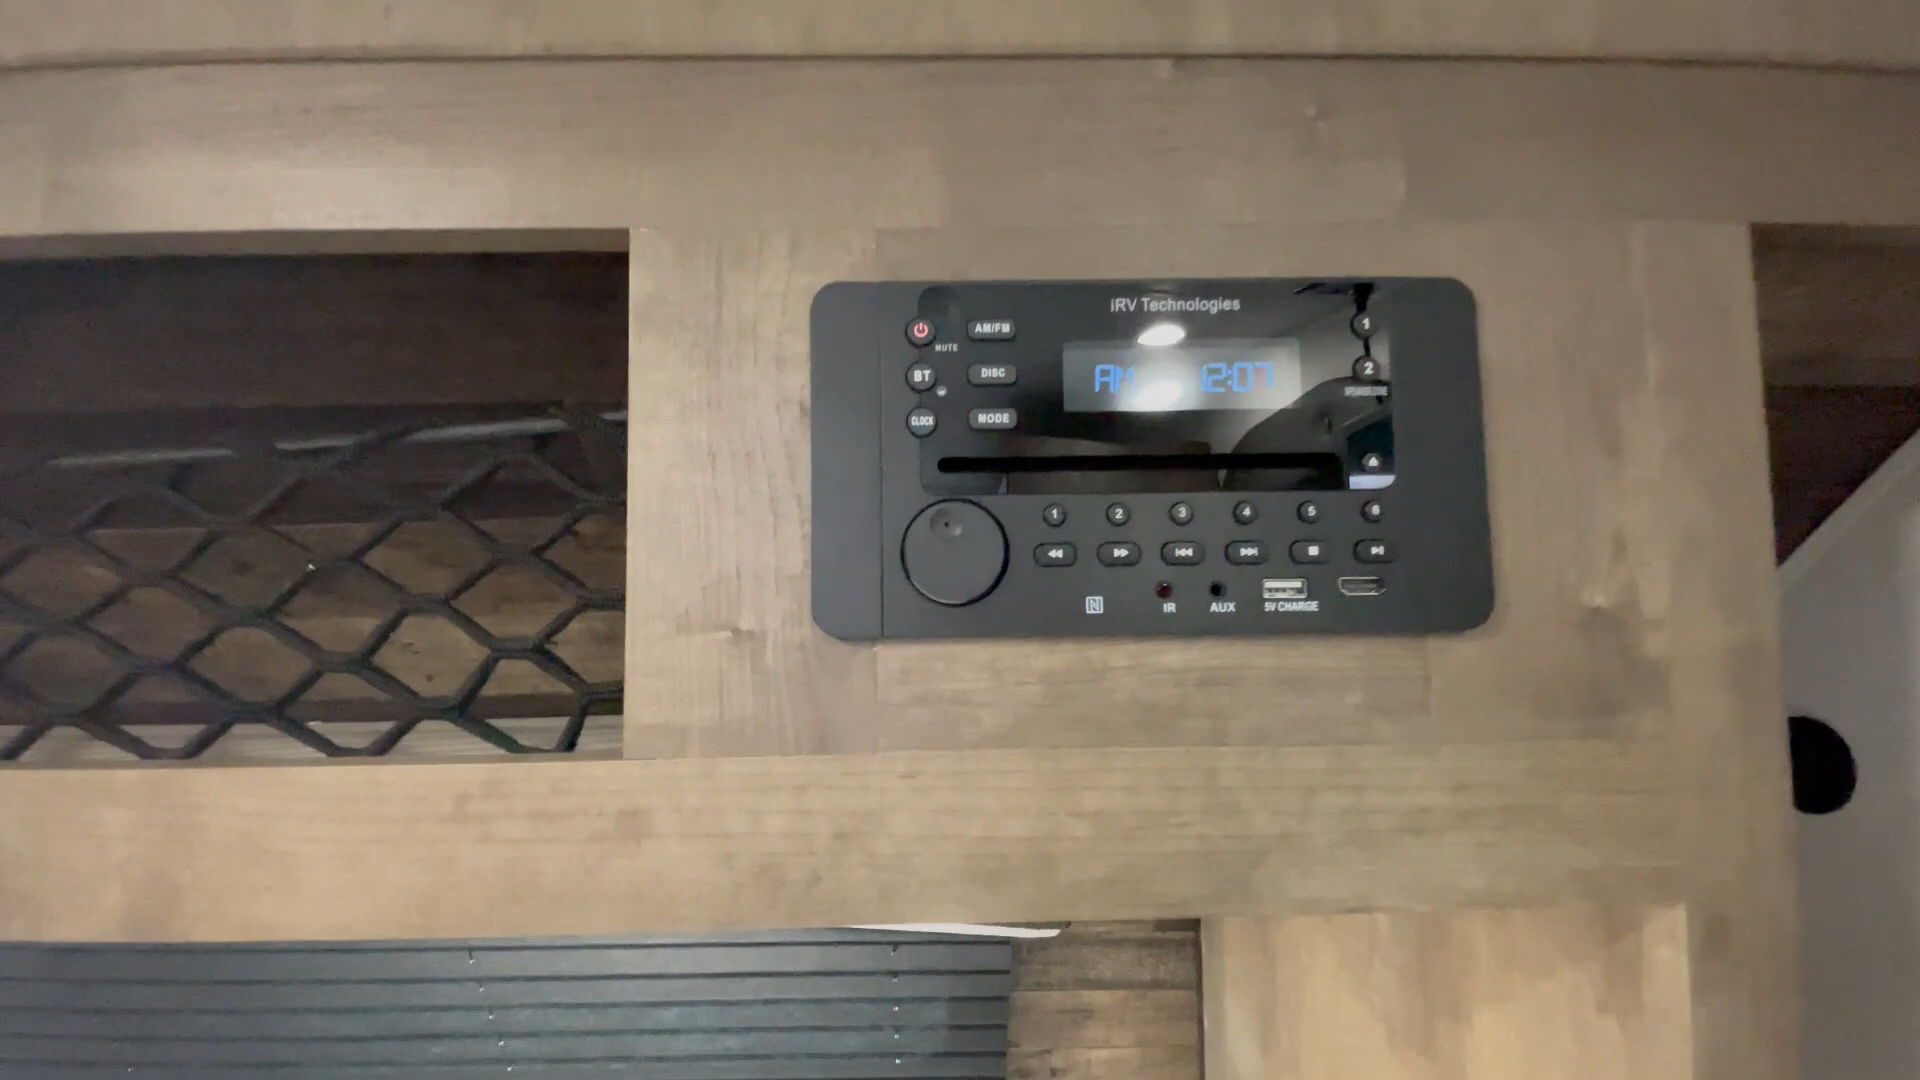 iRV Technologies
AM/FM
1
MUTE
BT
DISC
AM 12:07
2
CLOCK
MODE
1 2 3 4 5 6
IR AUX 5V CHARGE